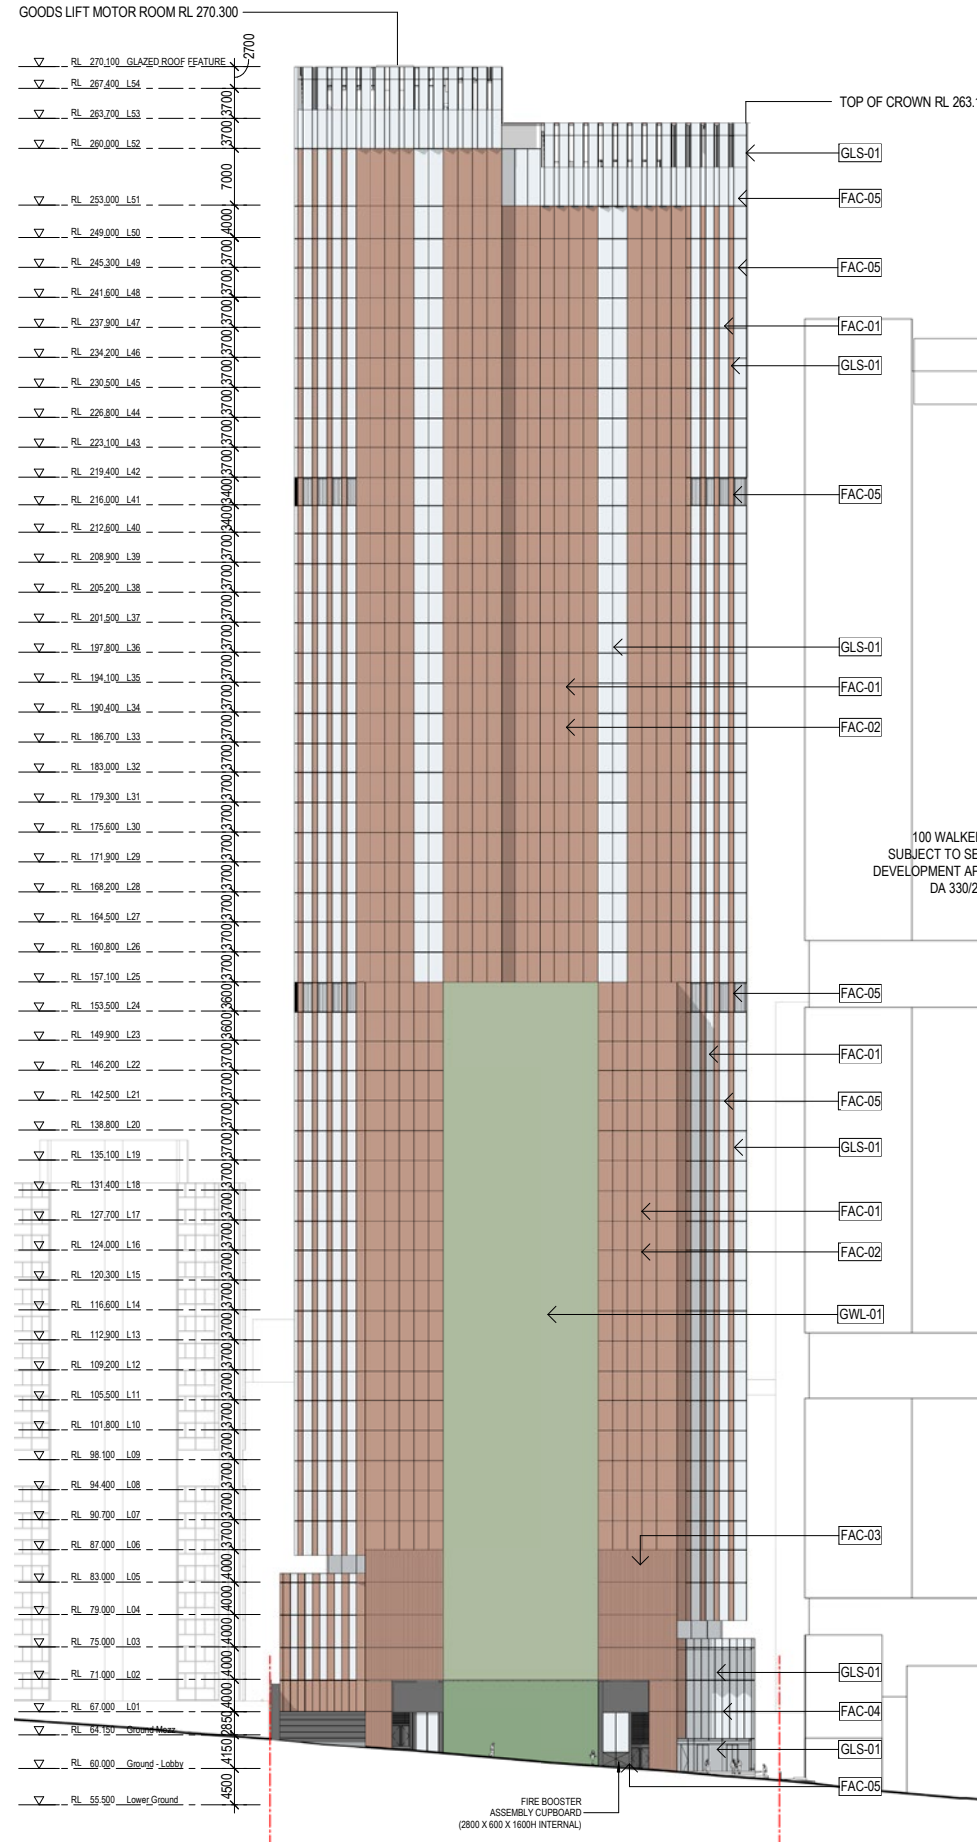 GOODS LIFT MOTOR ROOM RL 270.300
2700
RL 270.100 GLAZED ROOF FEATURE
RL 267.400 L54
3700
RL 263.700 L53
3700
RL 260.000 L52
7000
RL 253.000 L51
4000
RL 249.000 L50
3700
RL 245.300 L49
3700
RL 241.600 L48
3700
RL 237.900 L47
3700
RL 234.200 L46
3700
RL 230.500 L45
3700
RL 226.800 L44
3700
RL 223.100 L43
3700
RL 219.400 L42
3400
RL 216.000 L41
3400
RL 212.600 L40
3700
RL 208.900 L39
3700
RL 205.200 L38
3700
RL 201.500 L37
3700
RL 197.800 L36
3700
RL 194.100 L35
3700
RL 190.400 L34
3700
RL 186.700 L33
3700
RL 183.000 L32
3700
RL 179.300 L31
3700
RL 175.600 L30
3700
RL 171.900 L29
3700
RL 168.200 L28
3700
RL 164.500 L27
3700
RL 160.800 L26
3700
RL 157.100 L25
3600
RL 153.500 L24
3600
RL 149.900 L23
3700
RL 146.200 L22
3700
RL 142.500 L21
3700
RL 138.800 L20
3700
RL 135.100 L19
3700
RL 131.400 L18
3700
RL 127.700 L17
3700
RL 124.000 L16
3700
RL 120.300 L15
3700
RL 116.600 L14
3700
RL 112.900 L13
3700
RL 109.200 L12
3700
RL 105.500 L11
3700
RL 101.800 L10
3700
RL 98.100 L09
3700
RL 94.400 L08
3700
RL 90.700 L07
3700
RL 87.000 L06
4000
RL 83.000 L05
4000
RL 79.000 L04
4000
RL 75.000 L03
4000
RL 71.000 L02
4000
RL 67.000 L01
2850
RL 64.150 Ground Mezz
4150
RL 60.000 Ground - Lobby
4500
RL 55.500 Lower Ground
TOP OF CROWN RL 263.
GLS-01
FAC-05
FAC-05
FAC-01
GLS-01
FAC-05
GLS-01
FAC-01
FAC-02
100 WALKE
SUBJECT TO SE
DEVELOPMENT AP
DA 330/2
FAC-05
FAC-01
FAC-05
GLS-01
FAC-01
FAC-02
GWL-01
FAC-03
GLS-01
FAC-04
GLS-01
FAC-05
FIRE BOOSTER
ASSEMBLY CUPBOARD
(2800 X 600 X 1600H INTERNAL)